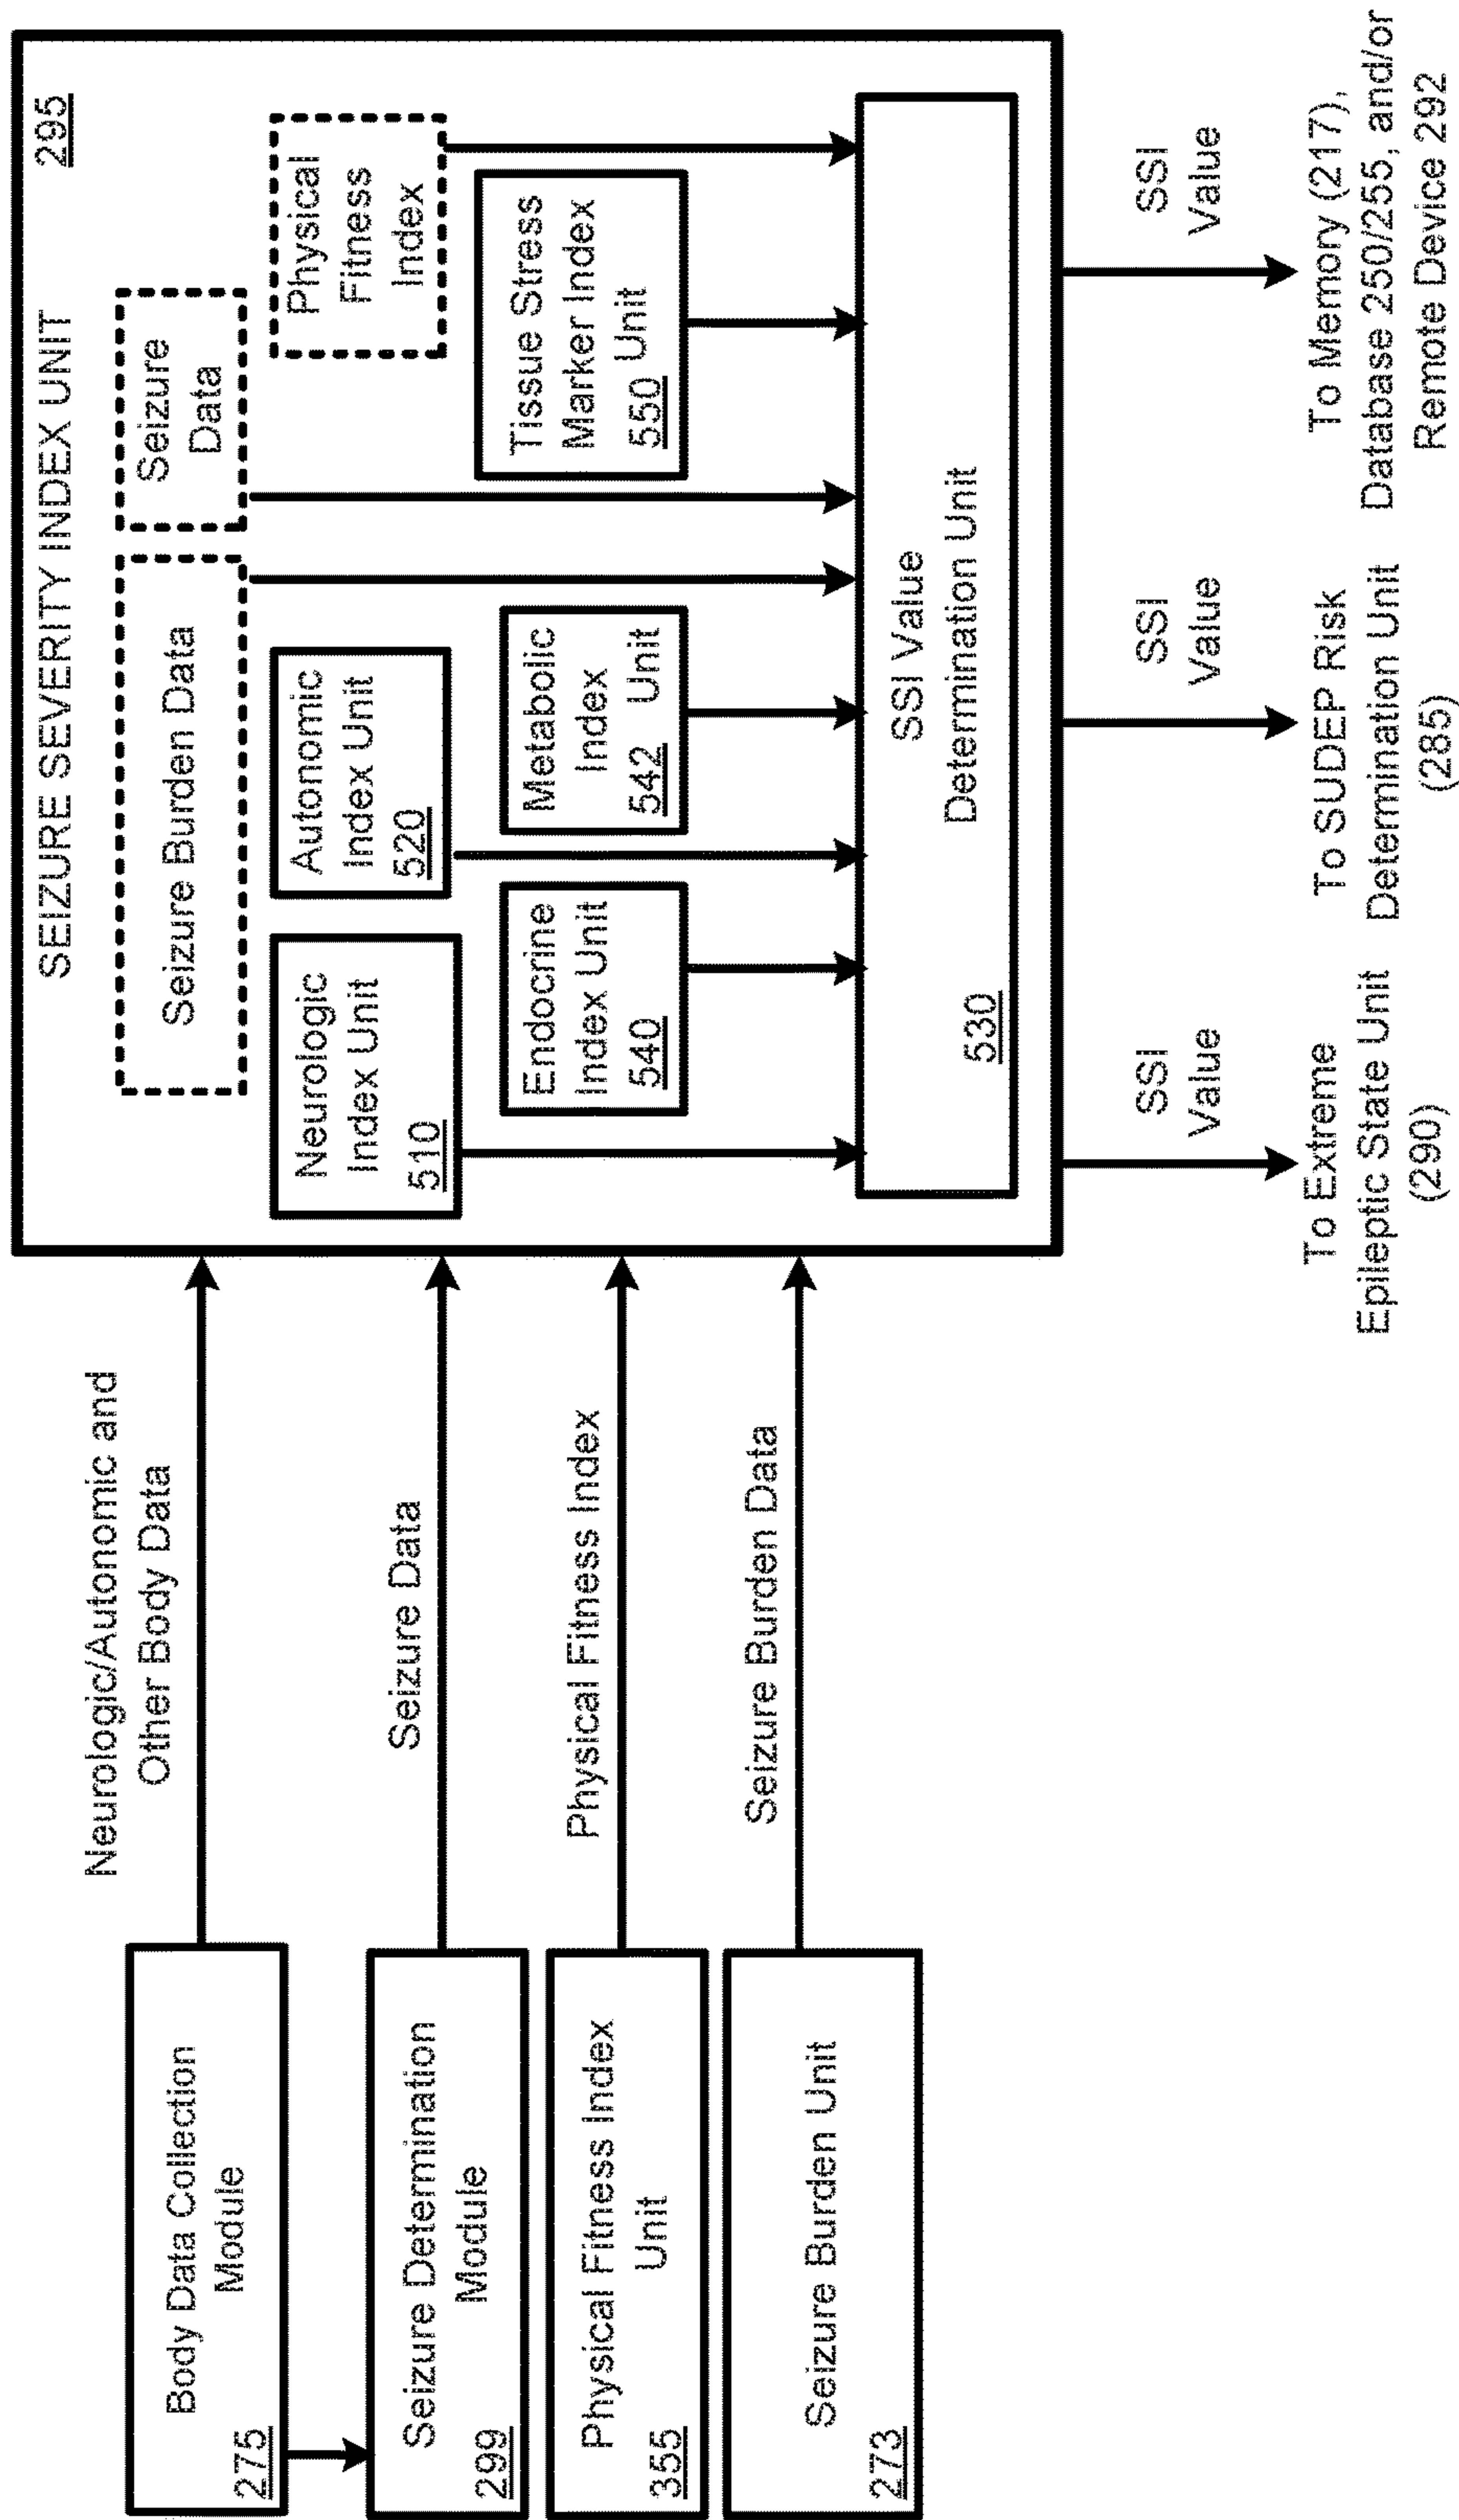 Body Data Collection
Module
275
Seizure Determination
Module
299
Physical Fitness Index
Unit
355
Seizure Burden Unit
273
Neurologic/Autonomic and
Other Body Data
Seizure Data
Physical Fitness Index
Seizure Burden Data
SEIZURE SEVERITY INDEX UNIT
295
Seizure Burden Data
Seizure
Data
Neurologic
Index Unit
510
Autonomic
Index Unit
520
Physical
Fitness
Index
Endocrine
Index Unit
540
Metabolic
Index
542 Unit
Tissue Stress
Marker Index
550 Unit
SSI Value
Determination Unit
530
SSI
Value
SSI
Value
SSI
Value
To Extreme
Epileptic State Unit
(290)
To SUDEP Risk
Determination Unit
(285)
To Memory (217),
Database 250/255, and/or
Remote Device 292